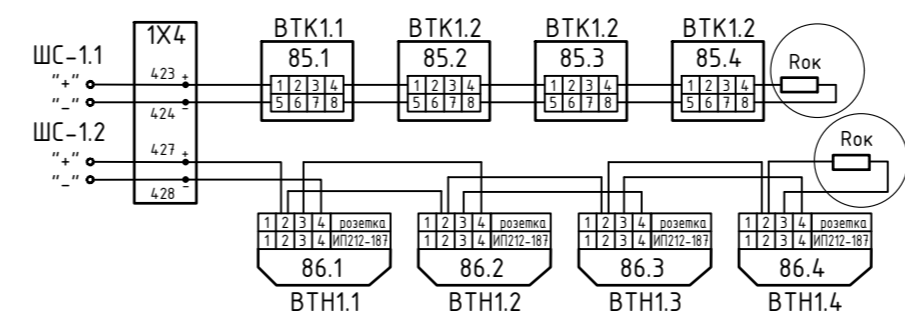 1X4
ВТК1.1 ВТК1.2 ВТК1.2 ВТК1.2
85.1 85.2 85.3 85.4
ШС-1.1
"+" 423 +
"-" 424 -
1 2 3 4 1 2 3 4 1 2 3 4 1 2 3 4
5 6 7 8 5 6 7 8 5 6 7 8 5 6 7 8
Rок
ШС-1.2
"+" 427 +
"-" 428 -
Rок
1 2 3 4 розетка 1 2 3 4 розетка 1 2 3 4 розетка 1 2 3 4 розетка
1 2 3 4 ИП212-187 1 2 3 4 ИП212-187 1 2 3 4 ИП212-187 1 2 3 4 ИП212-187
86.1 86.2 86.3 86.4
ВТН1.1 ВТН1.2 ВТН1.3 ВТН1.4